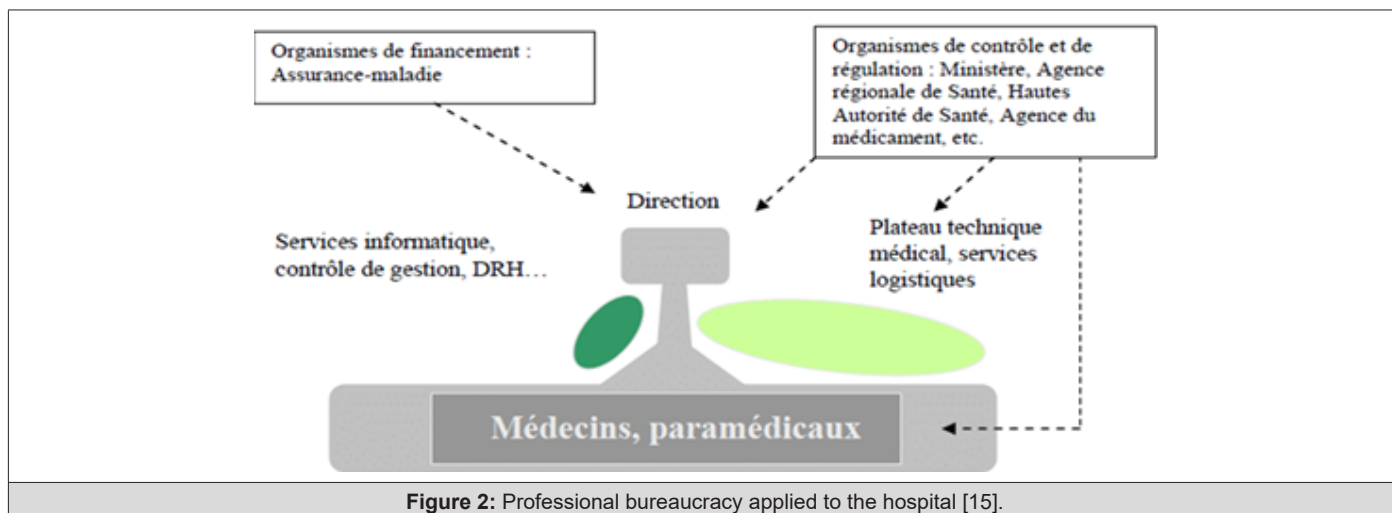 Organismes de financement :
Assurance-maladie
Organismes de contrôle et de
régulation : Ministère, Agence
régionale de Santé, Hautes
Autorité de Santé, Agence du
médicament, etc.
Direction
Services informatique,
contrôle de gestion, DRH…
Plateau technique
médical, services
logistiques
Médecins, paramédicaux
Figure 2: Professional bureaucracy applied to the hospital [15].